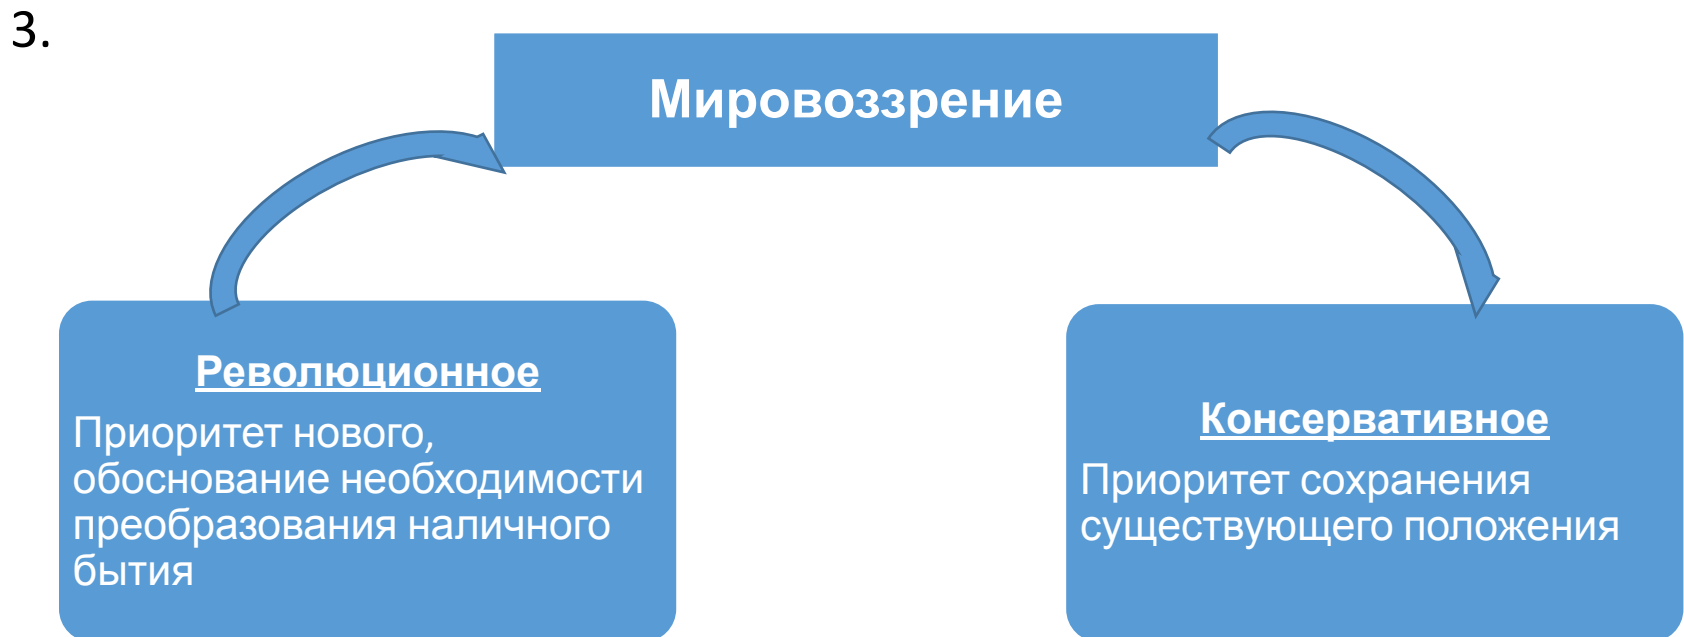 3.
Мировоззрение
Революционное
Приоритет нового,
обоснование необходимости
преобразования наличного
бытия
Консервативное
Приоритет сохранения
существующего положения